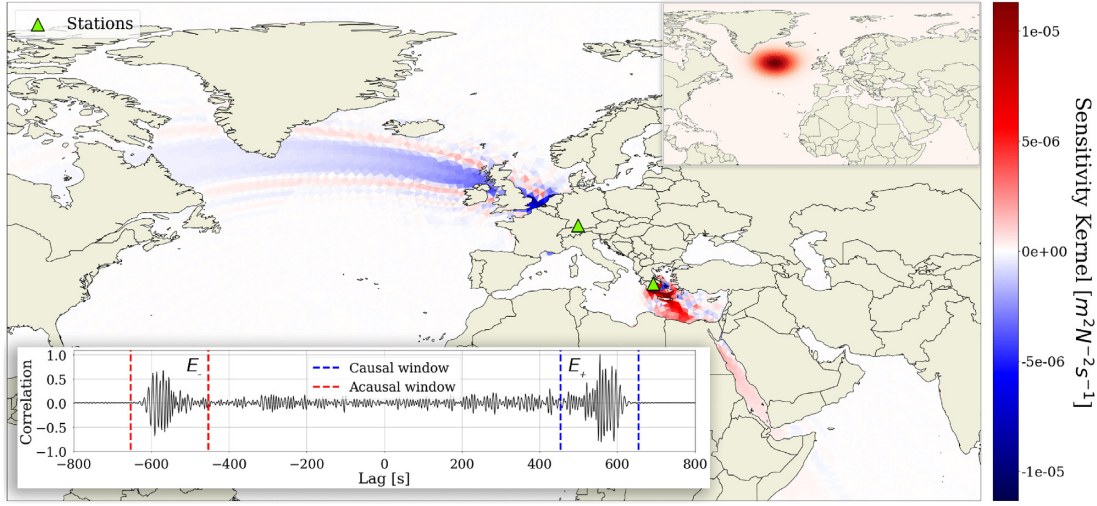 Stations
1e-05
5e-06
0e+00
-5e-06
-1e-05
Sensitivity Kernel [m²N⁻²s⁻¹]
E_
E+
Causal window
Acausal window
Correlation
1.0
0.5
0.0
−0.5
−1.0
−800 −600 −400 −200 0 200 400 600 800
Lag [s]